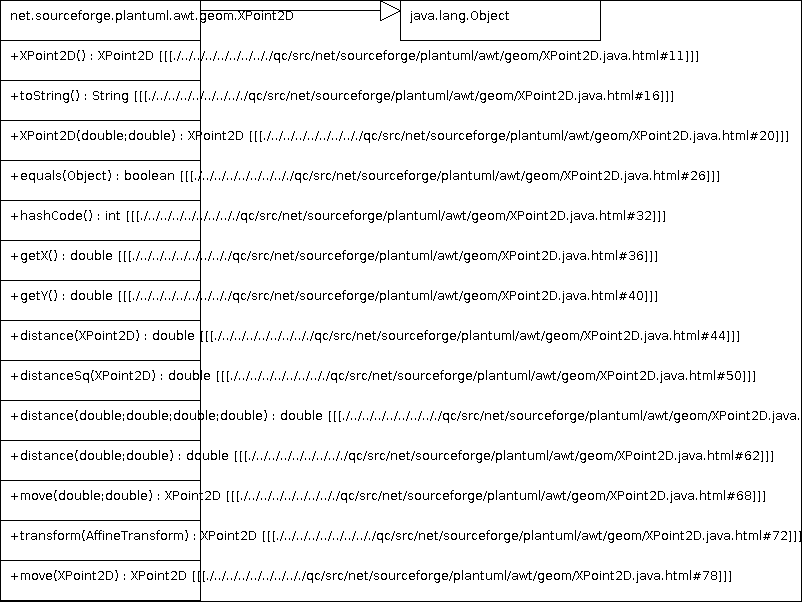 net.sourceforge.plantuml.awt.geom.XPoint2D
java.lang.Object
+XPoint2D() : XPoint2D [[[./../../../../../../../qc/src/net/sourceforge/plantuml/awt/geom/XPoint2D.java.html#11]]]
+toString() : String [[[./../../../../../../../qc/src/net/sourceforge/plantuml/awt/geom/XPoint2D.java.html#16]]]
+XPoint2D(double;double) : XPoint2D [[[./../../../../../../../qc/src/net/sourceforge/plantuml/awt/geom/XPoint2D.java.html#20]]]
+equals(Object) : boolean [[[./../../../../../../../qc/src/net/sourceforge/plantuml/awt/geom/XPoint2D.java.html#26]]]
+hashCode() : int [[[./../../../../../../../qc/src/net/sourceforge/plantuml/awt/geom/XPoint2D.java.html#32]]]
+getX() : double [[[./../../../../../../../qc/src/net/sourceforge/plantuml/awt/geom/XPoint2D.java.html#36]]]
+getY() : double [[[./../../../../../../../qc/src/net/sourceforge/plantuml/awt/geom/XPoint2D.java.html#40]]]
+distance(XPoint2D) : double [[[./../../../../../../../qc/src/net/sourceforge/plantuml/awt/geom/XPoint2D.java.html#44]]]
+distanceSq(XPoint2D) : double [[[./../../../../../../../qc/src/net/sourceforge/plantuml/awt/geom/XPoint2D.java.html#50]]]
+distance(double;double;double;double) : double [[[./../../../../../../../qc/src/net/sourceforge/plantuml/awt/geom/XPoint2D.java.
+distance(double;double) : double [[[./../../../../../../../qc/src/net/sourceforge/plantuml/awt/geom/XPoint2D.java.html#62]]]
+move(double;double) : XPoint2D [[[./../../../../../../../qc/src/net/sourceforge/plantuml/awt/geom/XPoint2D.java.html#68]]]
+transform(AffineTransform) : XPoint2D [[[./../../../../../../../qc/src/net/sourceforge/plantuml/awt/geom/XPoint2D.java.html#72]]]
+move(XPoint2D) : XPoint2D [[[./../../../../../../../qc/src/net/sourceforge/plantuml/awt/geom/XPoint2D.java.html#78]]]